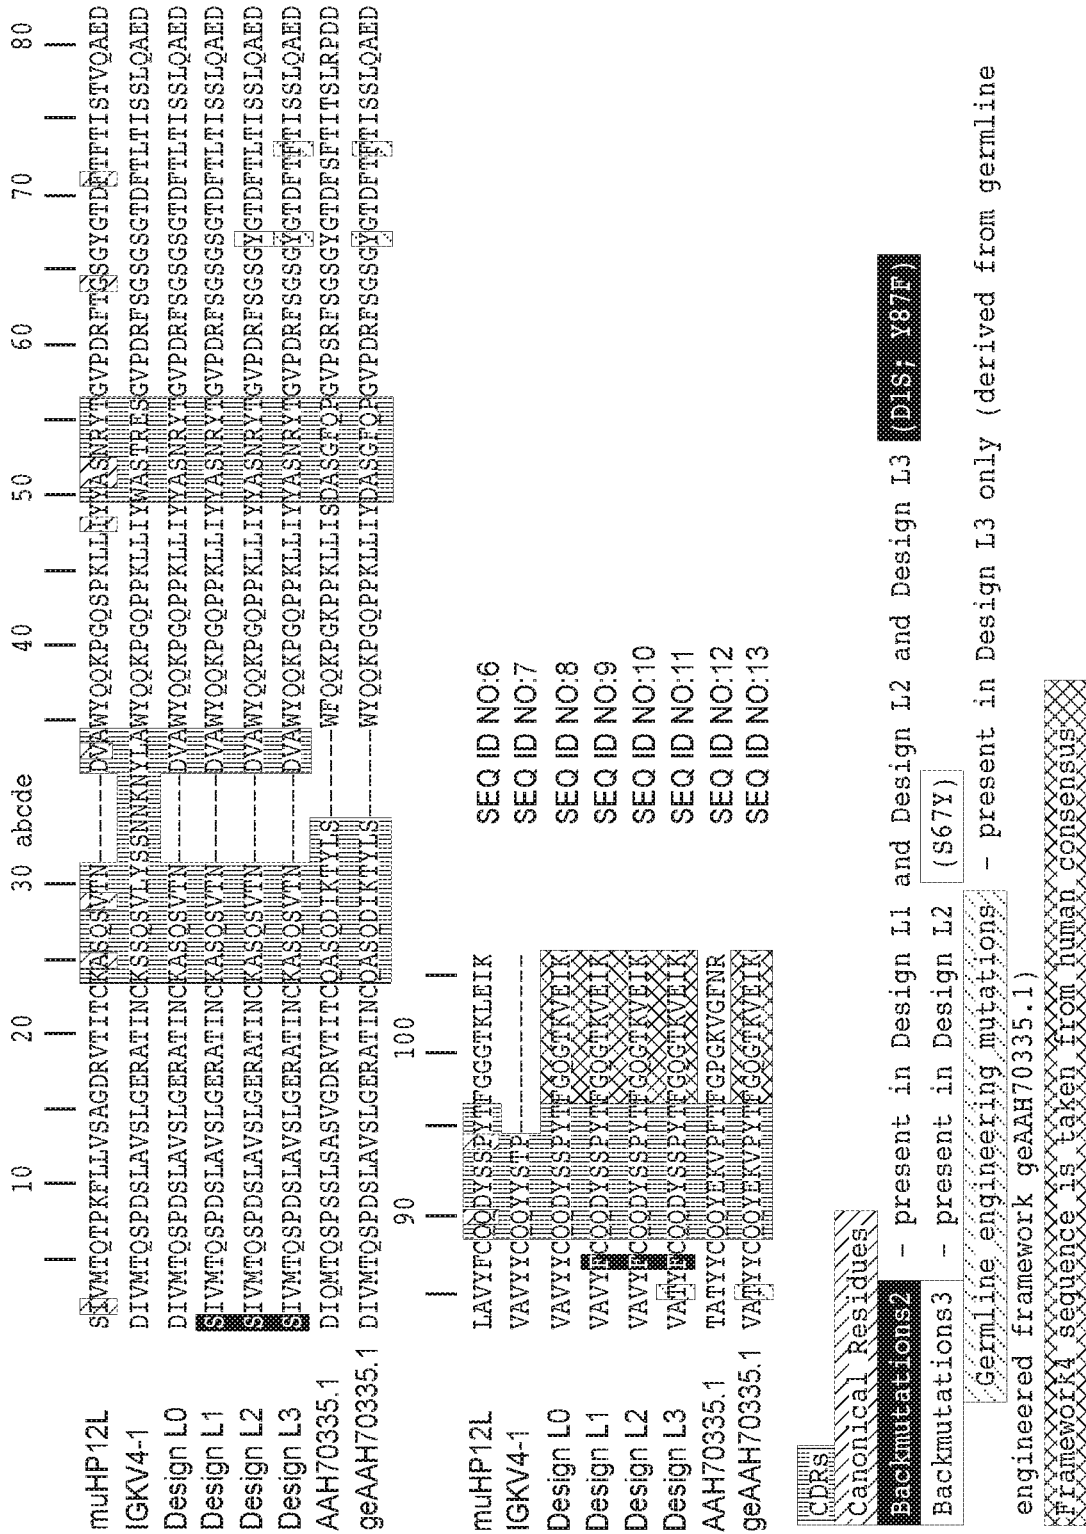 10 20 30 abcde 40 50 60 70 80
muHP12L SIVMTQTPKFLLVSAGDRVTITCKASQSVTN------DVAWYQQKPGQSPKLLIYYASNRYTGVPDRFTGSGYGTDFTFTISTVQAED
IGKV4-1 DIVMTQSPDSLAVSLGERATINCKSSQSVLYSSNNKNYLAWYQQKPGQPPKLLIYWASTRESGVPDRFSGSGSGTDFTLTISSLQAED
Design L0 DIVMTQSPDSLAVSLGERATINCKASQSVTN------DVAWYQQKPGQPPKLLIYYASNRYTGVPDRFSGSGSGTDFTLTISSLQAED
Design L1 SIVMTQSPDSLAVSLGERATINCKASQSVTN------DVAWYQQKPGQPPKLLIYYASNRYTGVPDRFSGSGSGTDFTLTISSLQAED
Design L2 SIVMTQSPDSLAVSLGERATINCKASQSVTN------DVAWYQQKPGQPPKLLIYYASNRYTGVPDRFSGSGYGTDFTLTISSLQAED
Design L3 SIVMTQSPDSLAVSLGERATINCKASQSVTN------DVAWYQQKPGQPPKLLIYYASNRYTGVPDRFSGSGYGTDFTFTISSLQAED
AAH70335.1 DIQMTQSPSSLSASVGDRVTITCQASQDIKTYLS------WFQQKPGKPPKLLISDASGFQPGVPSRFSGSGYGTDFSFTITSLRPDD
geAAH70335.1 DIVMTQSPDSLAVSLGERATINCQASQDIKTYLS------WYQQKPGQPPKLLIYDASGFQPGVPDRFSGSGYGTDFTFTISSLQAED
90 100
muHP12L LAVYFCQQDYSSPYTFGGGTKLEIK SEQ ID NO:6
IGKV4-1 VAVYYCQQYYSTP------------ SEQ ID NO:7
Design L0 VAVYYCQQDYSSPYTFGQGTKVEIK SEQ ID NO:8
Design L1 VAVYFCQQDYSSPYTFGQGTKVEIK SEQ ID NO:9
Design L2 VAVYFCQQDYSSPYTFGQGTKVEIK SEQ ID NO:10
Design L3 VATYFCQQDYSSPYTFGQGTKVEIK SEQ ID NO:11
AAH70335.1 TATYYCQQYEKVPFTFGPGKVGFNR SEQ ID NO:12
geAAH70335.1 VATYYCQQYEKVPYTFGQGTKVEIK SEQ ID NO:13
CDRs
Canonical Residues
Backmutations2 - present in Design L1 and Design L2 and Design L3 (D1S; Y87F)
Backmutations3 - present in Design L2 (S67Y)
Germline engineering mutations - present in Design L3 only (derived from germline
engineered framework geAAH70335.1)
Framework4 sequence is taken from human consensus